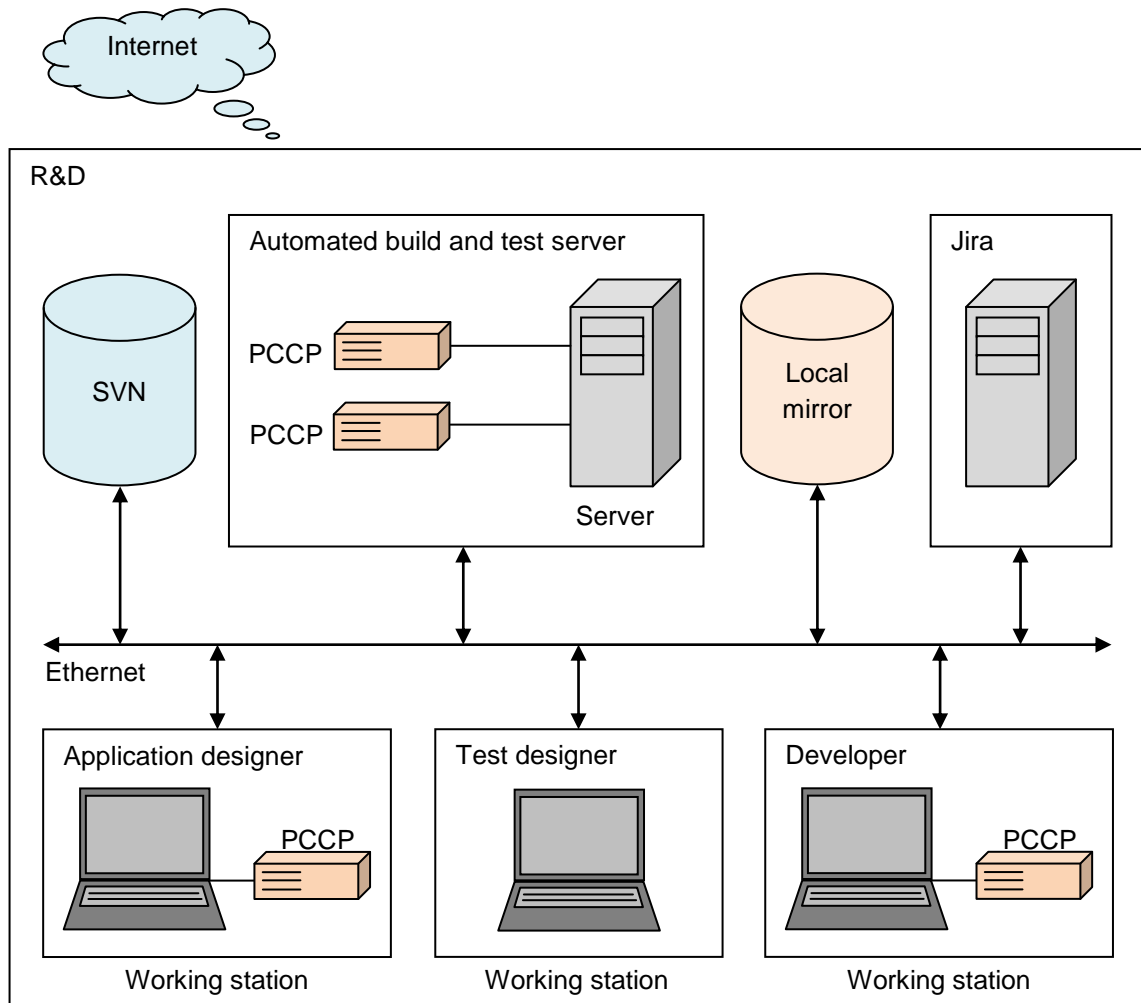 Internet
R&D
Automated build and test server
Jira
PCCP
SVN
Local
mirror
PCCP
Server
Ethernet
Application designer
Test designer
Developer
PCCP
PCCP
Working station
Working station
Working station